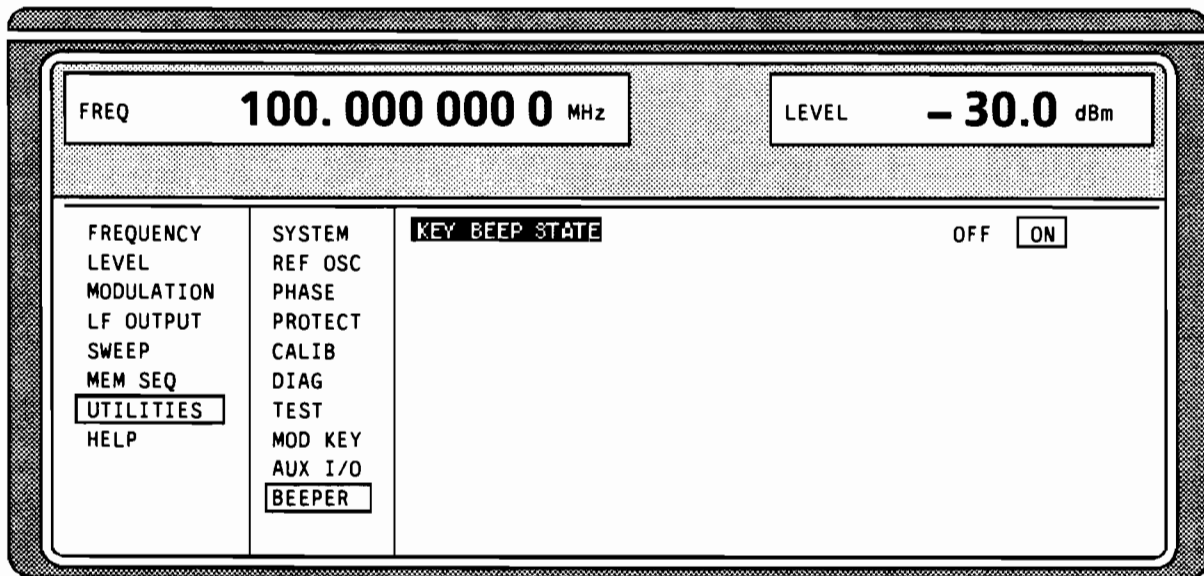 FREQ 100. 000 000 0 MHz
LEVEL – 30.0 dBm
FREQUENCY
LEVEL
MODULATION
LF OUTPUT
SWEEP
MEM SEQ
UTILITIES
HELP
SYSTEM
REF OSC
PHASE
PROTECT
CALIB
DIAG
TEST
MOD KEY
AUX I/O
BEEPER
KEY BEEP STATE OFF ON